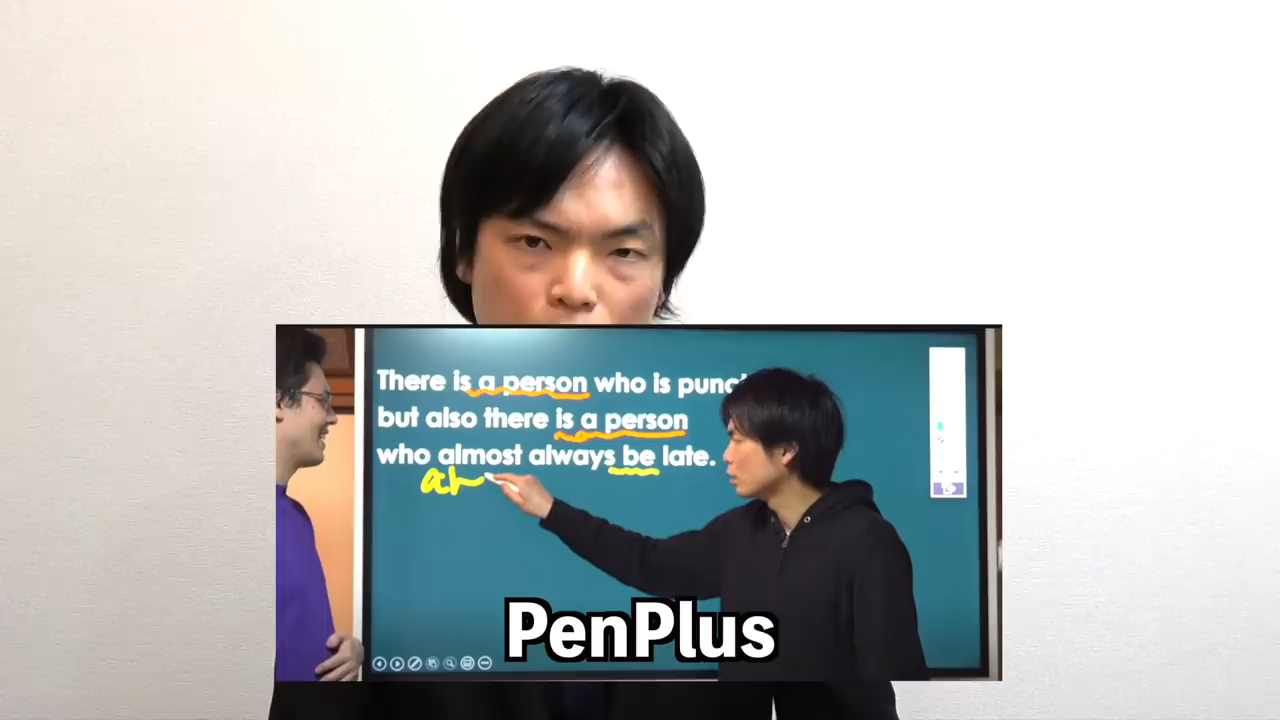 There is a person who is
but also there is a person
who almost always be late.
PenPlus